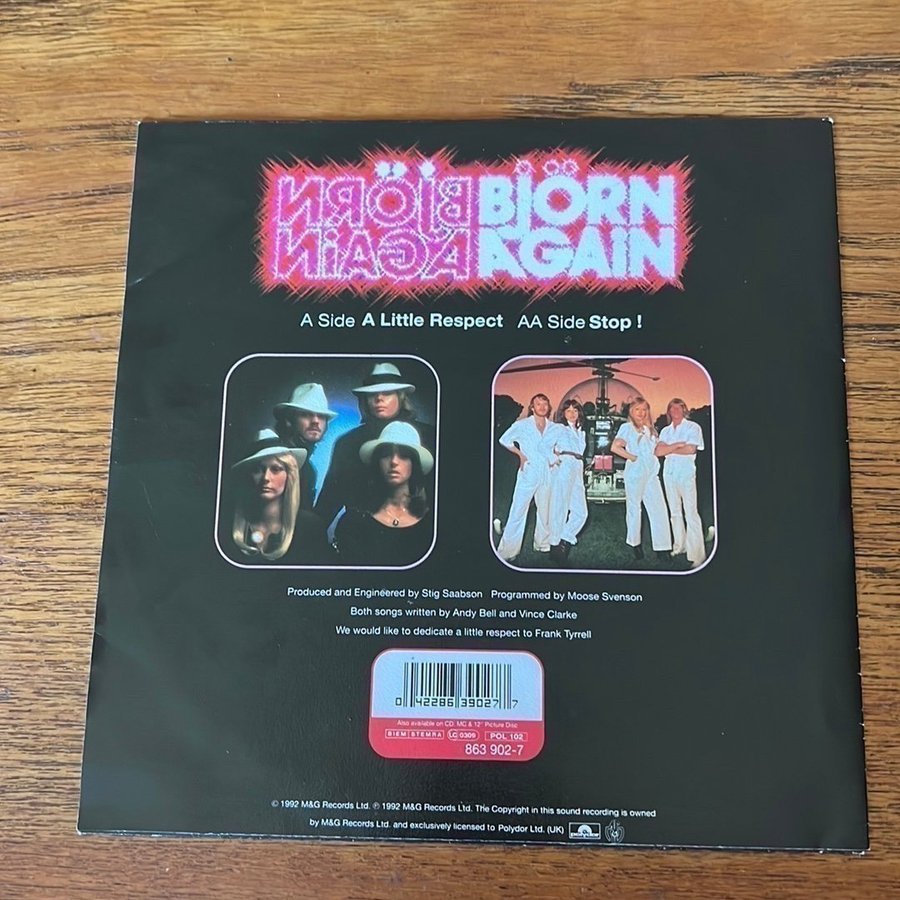 BJÖRN BJÖRN
AGAIN AGAIN
A Side A Little Respect AA Side Stop !
Produced and Engineered by Stig Saabson Programmed by Moose Svenson
Both songs written by Andy Bell and Vince Clarke
We would like to dedicate a little respect to Frank Tyrrell
0 42286 39027 7
Also available on CD, MC & 12" Picture Disc
BIEM STEMRA LC 0309 POL 102
863 902-7
© 1992 M&G Records Ltd. ℗ 1992 M&G Records Ltd. The Copyright in this sound recording is owned
by M&G Records Ltd. and exclusively licensed to Polydor Ltd. (UK) polydor